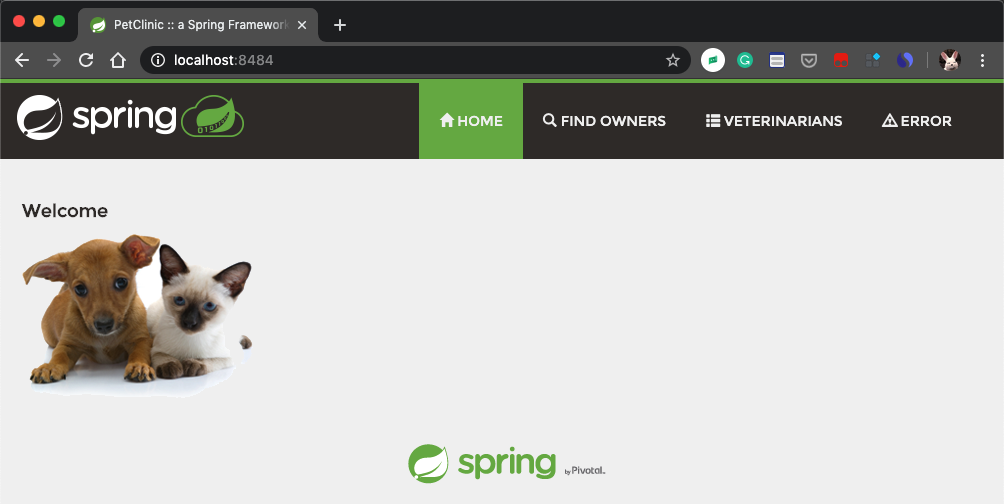 PetClinic :: a Spring Framework
localhost:8484
spring
HOME FIND OWNERS VETERINARIANS ERROR
Welcome
spring by Pivotal